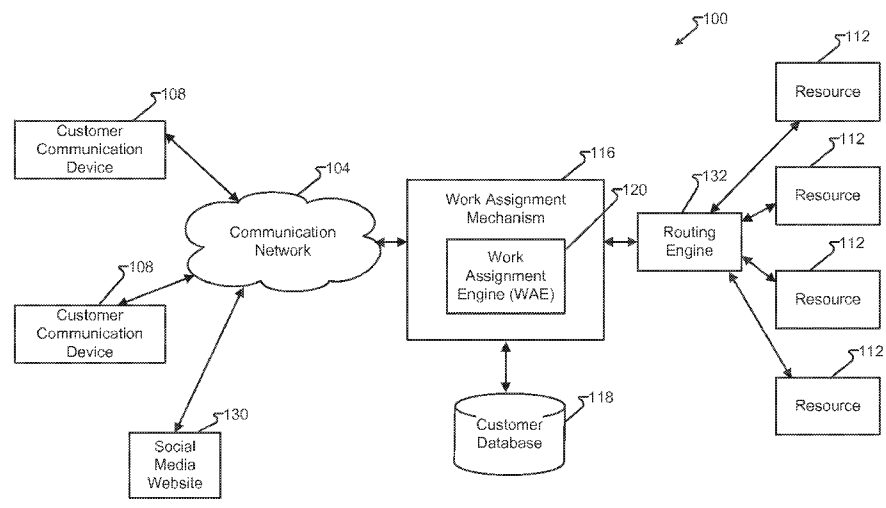 100
108
Customer
Communication
Device
104
Communication
Network
108
Customer
Communication
Device
130
Social
Media
Website
116
Work Assignment
Mechanism
120
Work
Assignment
Engine (WAE)
118
Customer
Database
132
Routing
Engine
112
Resource
112
Resource
112
Resource
112
Resource